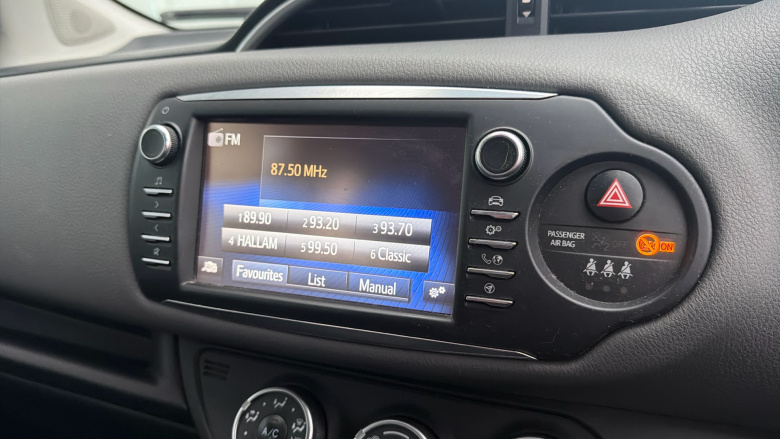 FM
87.50 MHz
1 89.90 2 93.20 3 93.70
4 HALLAM 5 99.50 6 Classic
Favourites List Manual
PASSENGER
AIR BAG
OFF
ON
A/C